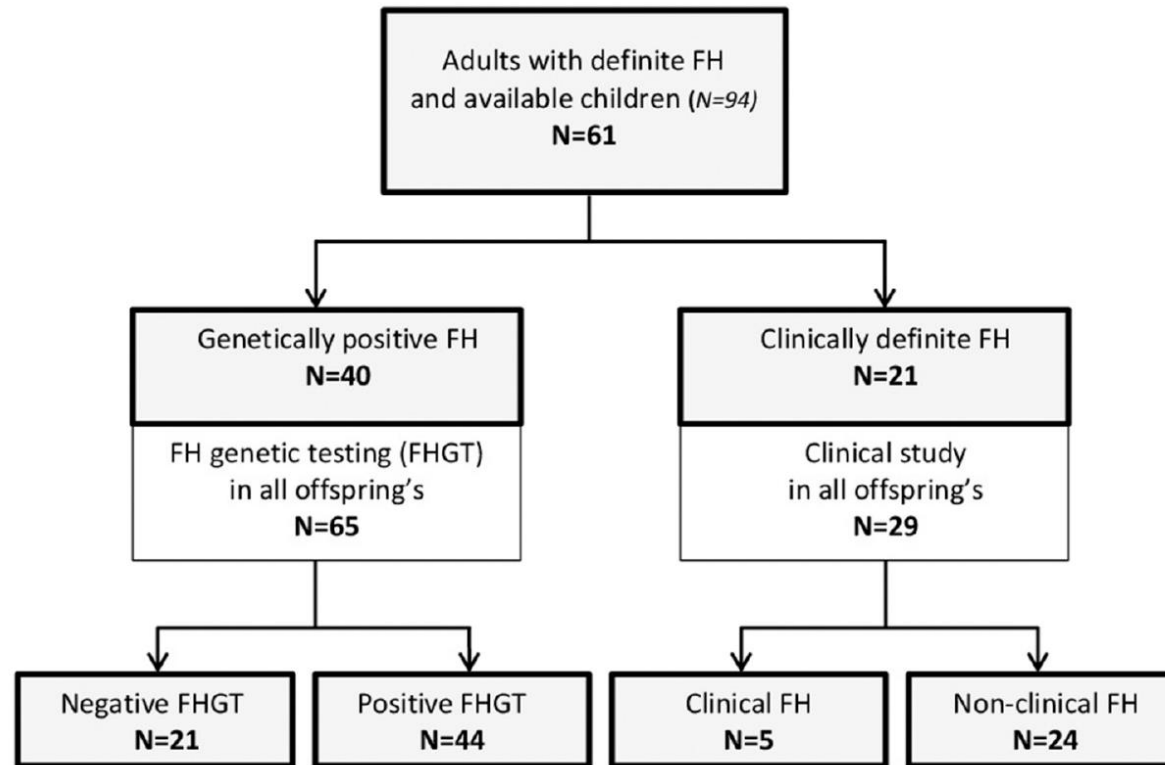 Adults with definite FH
and available children (N=94)
N=61
Genetically positive FH
N=40
Clinically definite FH
N=21
FH genetic testing (FHGT)
in all offspring’s
N=65
Clinical study
in all offspring’s
N=29
Negative FHGT
N=21
Positive FHGT
N=44
Clinical FH
N=5
Non-clinical FH
N=24